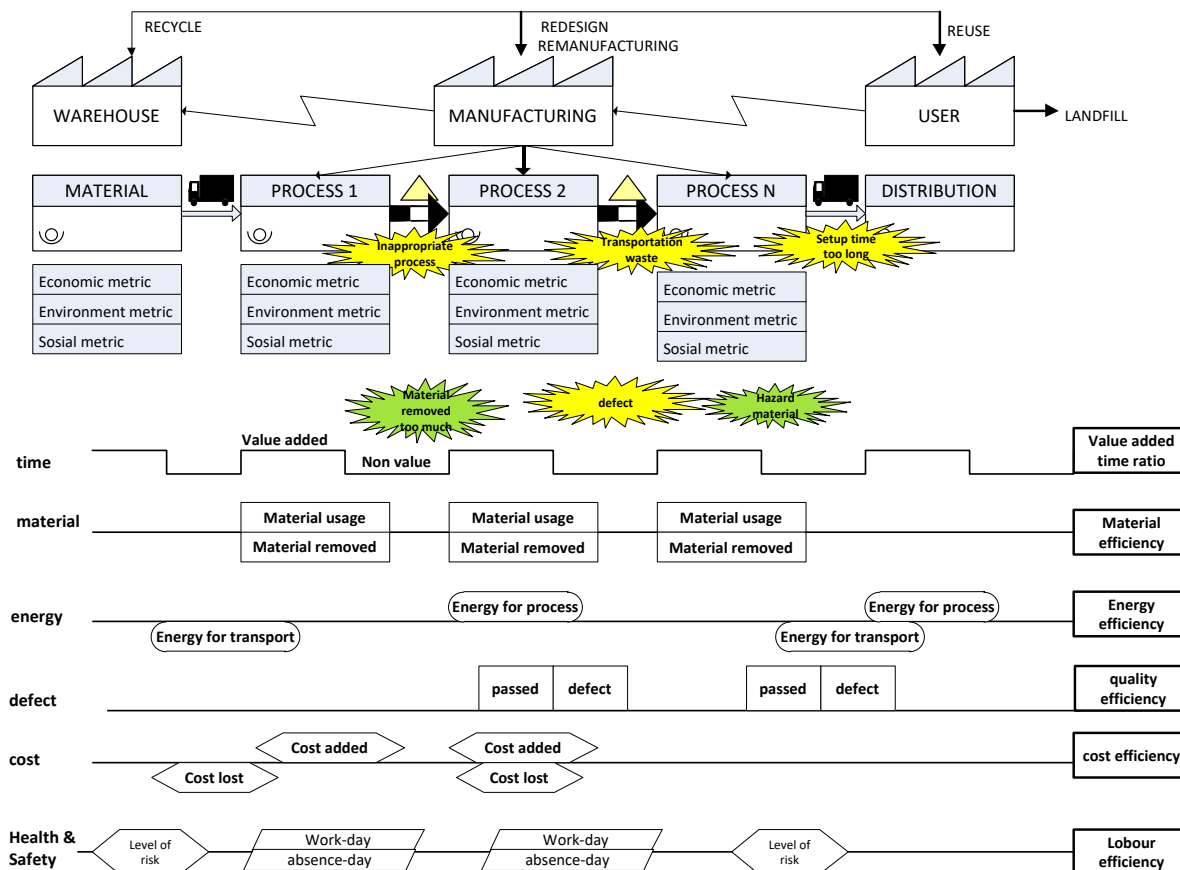 RECYCLE
REDESIGN
REMANUFACTURING
REUSE
WAREHOUSE
MANUFACTURING
USER
LANDFILL
MATERIAL
PROCESS 1
PROCESS 2
PROCESS N
DISTRIBUTION
Inappropriate
process
Transportation
waste
Setup time
too long
Economic metric
Environment metric
Sosial metric
Economic metric
Environment metric
Sosial metric
Economic metric
Environment metric
Sosial metric
Economic metric
Environment metric
Sosial metric
Material
removed
too much
defect
Hazard
material
time
Value added
Non value
Value added
time ratio
material
Material usage
Material removed
Material usage
Material removed
Material usage
Material removed
Material
efficiency
energy
Energy for transport
Energy for process
Energy for transport
Energy for process
Energy
efficiency
defect
passed
defect
passed
defect
quality
efficiency
cost
Cost lost
Cost added
Cost added
Cost lost
cost efficiency
Health &
Safety
Level of
risk
Work-day
absence-day
Work-day
absence-day
Level of
risk
Lobour
efficiency